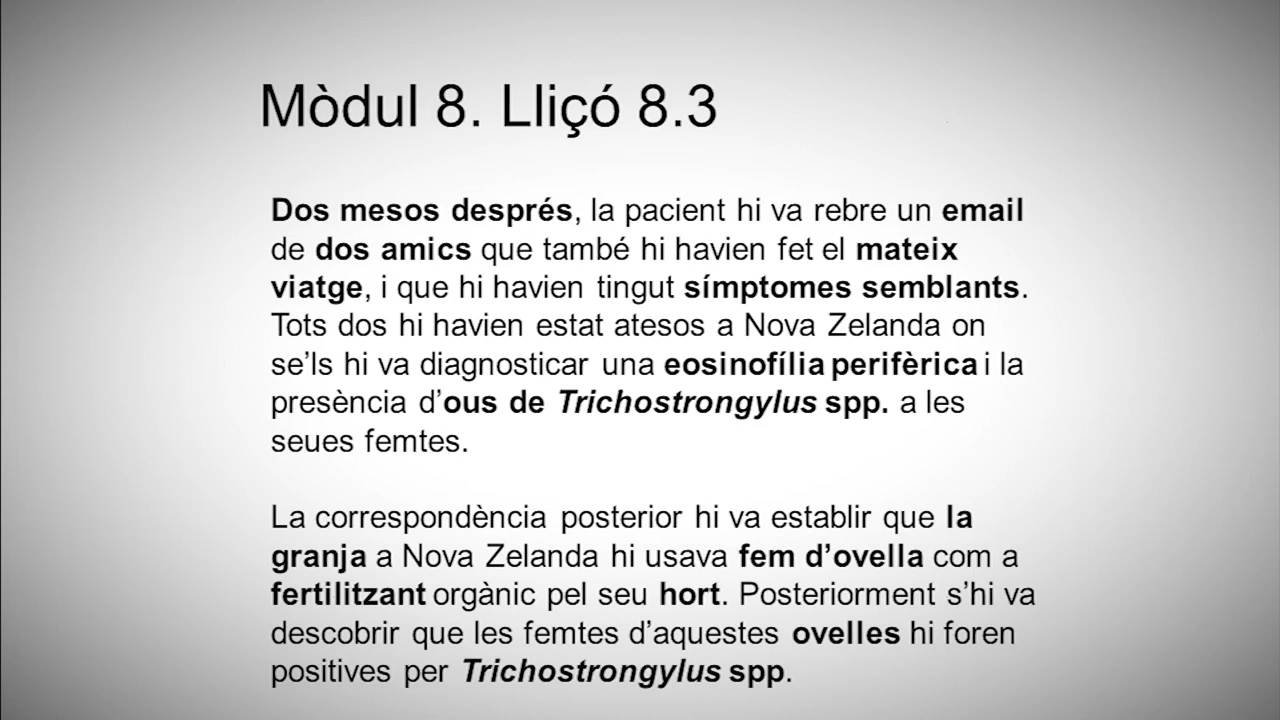 Mòdul 8. Lliçó 8.3
Dos mesos després, la pacient hi va rebre un email
de dos amics que també hi havien fet el mateix
viatge, i que hi havien tingut símptomes semblants.
Tots dos hi havien estat atesos a Nova Zelanda on
se’ls hi va diagnosticar una eosinofília perifèrica i la
presència d’ous de Trichostrongylus spp. a les
seues femtes.
La correspondència posterior hi va establir que la
granja a Nova Zelanda hi usava fem d’ovella com a
fertilitzant orgànic pel seu hort. Posteriorment s’hi va
descobrir que les femtes d’aquestes ovelles hi foren
positives per Trichostrongylus spp.